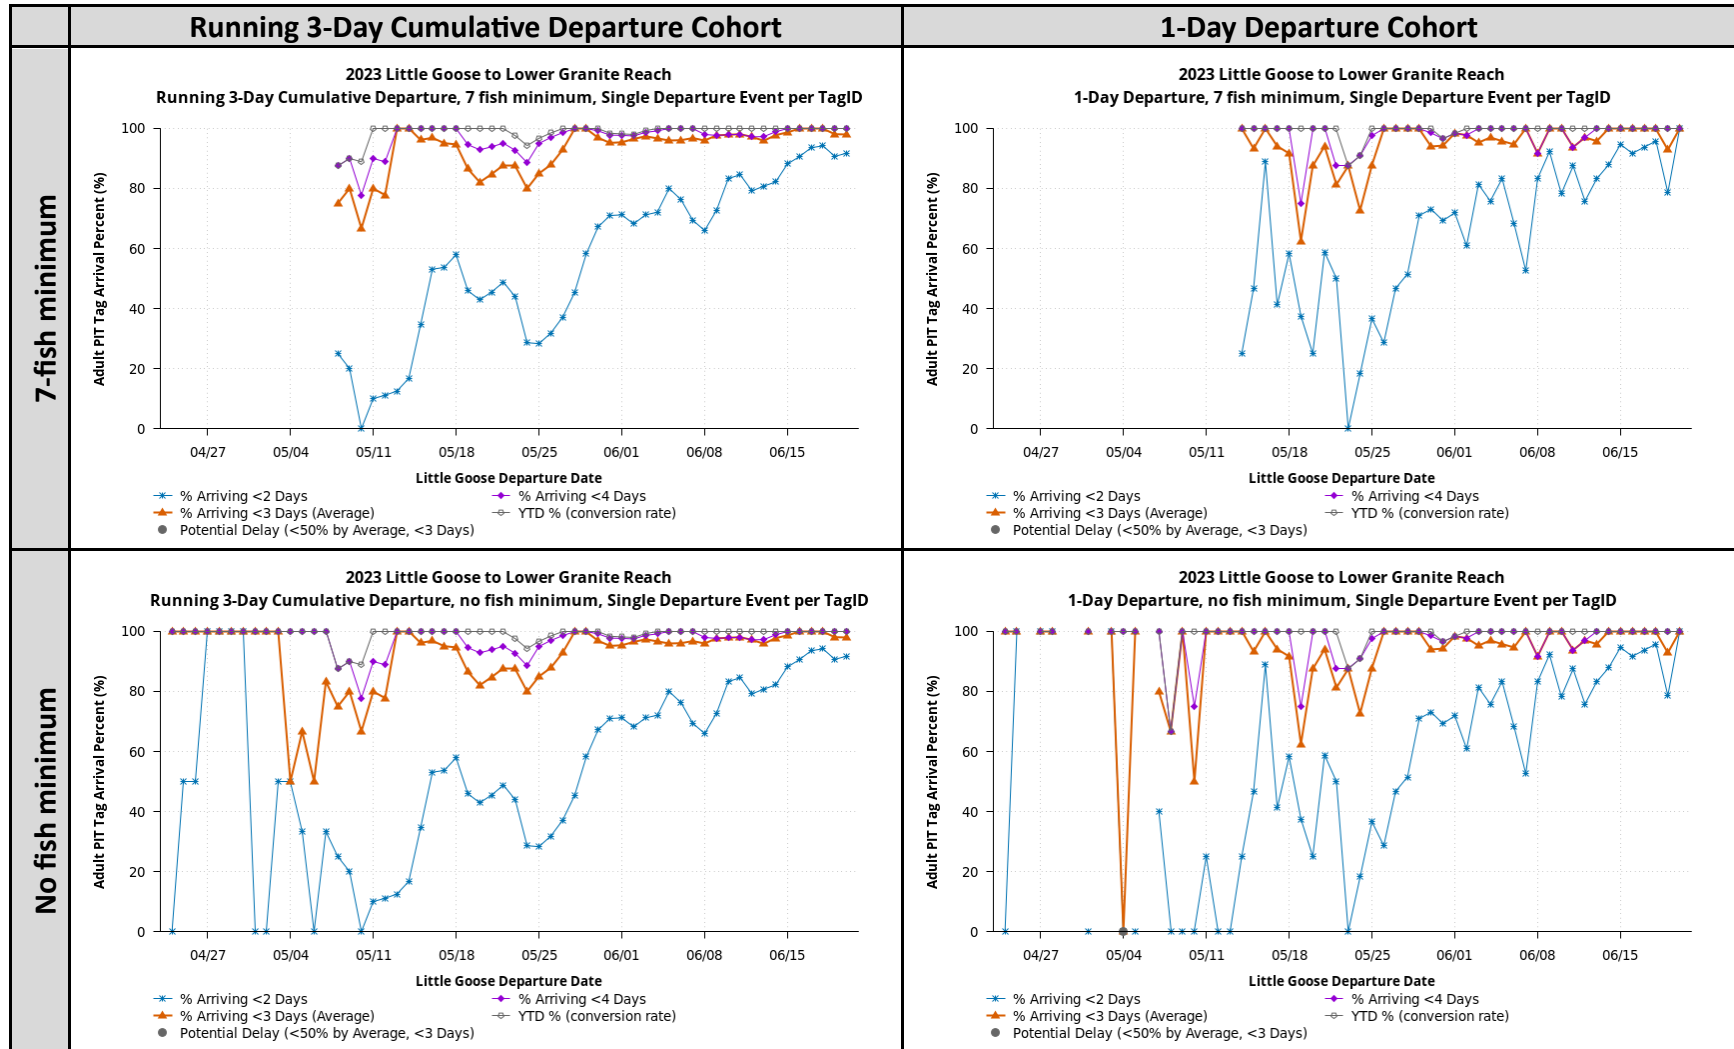 Running 3-Day Cumulative Departure Cohort
1-Day Departure Cohort
7-fish minimum
2023 Little Goose to Lower Granite Reach
Running 3-Day Cumulative Departure, 7 fish minimum, Single Departure Event per TagID
Adult PIT Tag Arrival Percent (%)
100
80
60
40
20
0
04/27 05/04 05/11 05/18 05/25 06/01 06/08 06/15
Little Goose Departure Date
% Arriving <2 Days % Arriving <4 Days
% Arriving <3 Days (Average) YTD % (conversion rate)
Potential Delay (<50% by Average, <3 Days)
2023 Little Goose to Lower Granite Reach
1-Day Departure, 7 fish minimum, Single Departure Event per TagID
Adult PIT Tag Arrival Percent (%)
100
80
60
40
20
0
04/27 05/04 05/11 05/18 05/25 06/01 06/08 06/15
Little Goose Departure Date
% Arriving <2 Days % Arriving <4 Days
% Arriving <3 Days (Average) YTD % (conversion rate)
Potential Delay (<50% by Average, <3 Days)
No fish minimum
2023 Little Goose to Lower Granite Reach
Running 3-Day Cumulative Departure, no fish minimum, Single Departure Event per TagID
Adult PIT Tag Arrival Percent (%)
100
80
60
40
20
0
04/27 05/04 05/11 05/18 05/25 06/01 06/08 06/15
Little Goose Departure Date
% Arriving <2 Days % Arriving <4 Days
% Arriving <3 Days (Average) YTD % (conversion rate)
Potential Delay (<50% by Average, <3 Days)
2023 Little Goose to Lower Granite Reach
1-Day Departure, no fish minimum, Single Departure Event per TagID
Adult PIT Tag Arrival Percent (%)
100
80
60
40
20
0
04/27 05/04 05/11 05/18 05/25 06/01 06/08 06/15
Little Goose Departure Date
% Arriving <2 Days % Arriving <4 Days
% Arriving <3 Days (Average) YTD % (conversion rate)
Potential Delay (<50% by Average, <3 Days)